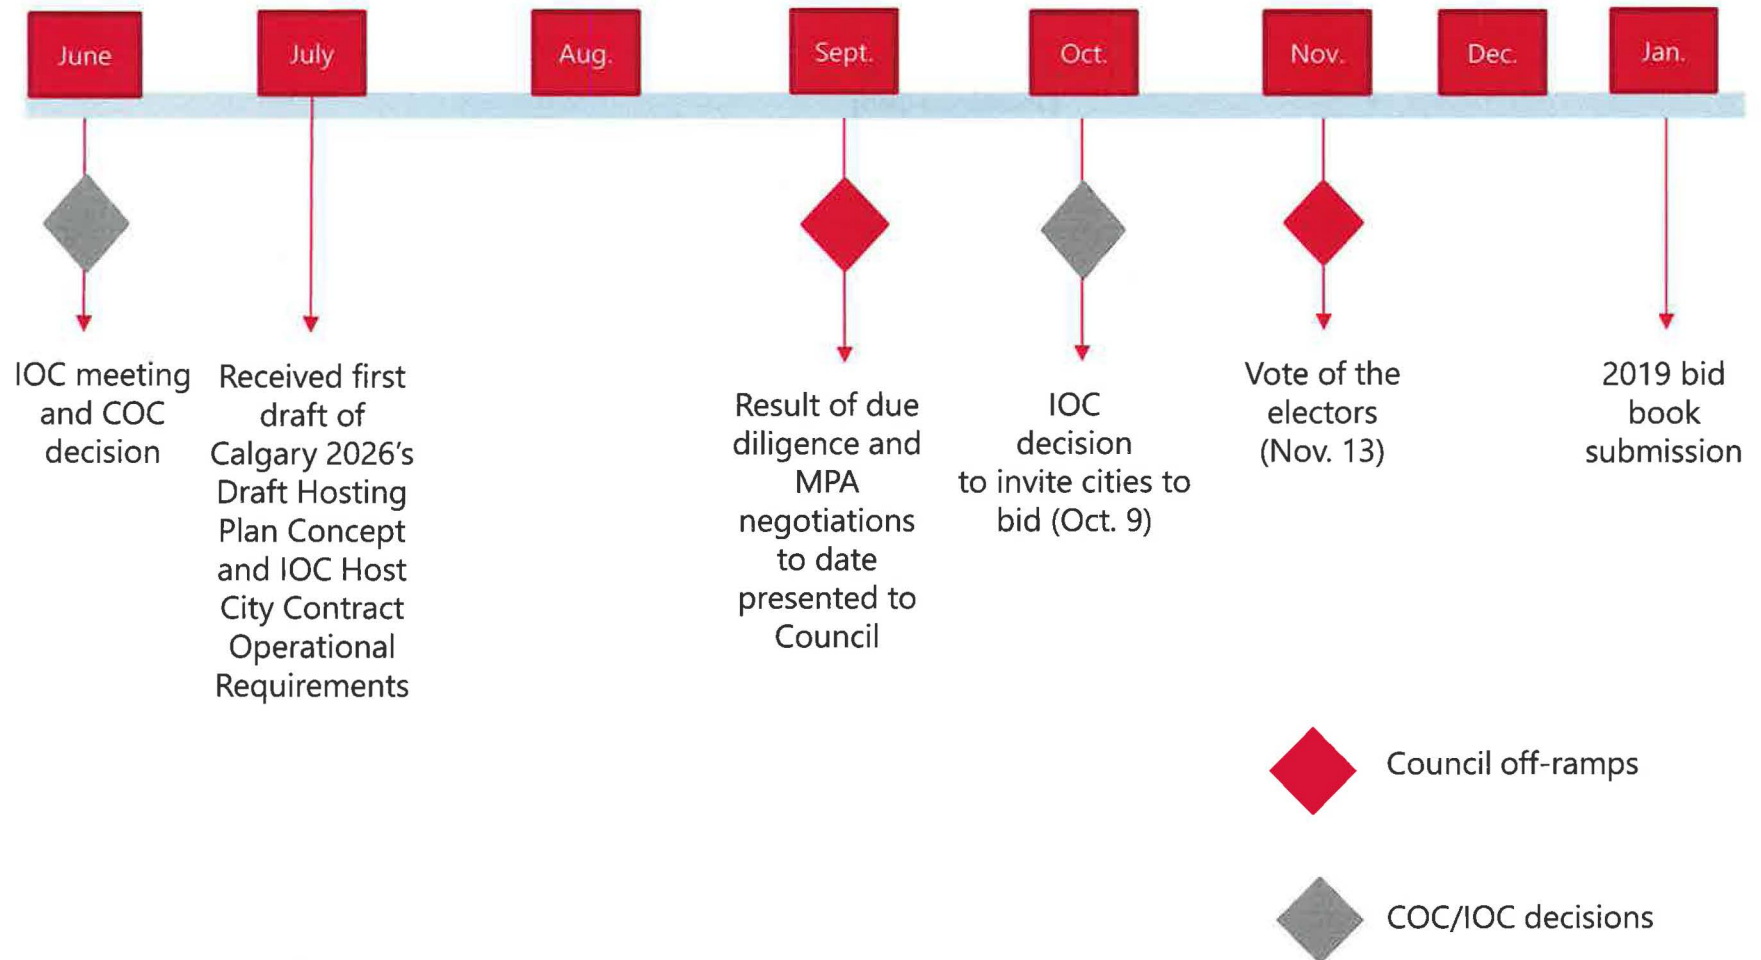 June
July
Aug.
Sept.
Oct.
Nov.
Dec.
Jan.
IOC meeting
and COC
decision
Received first
draft of
Calgary 2026's
Draft Hosting
Plan Concept
and IOC Host
City Contract
Operational
Requirements
Result of due
diligence and
MPA
negotiations
to date
presented to
Council
IOC
decision
to invite cities to
bid (Oct. 9)
Vote of the
electors
(Nov. 13)
2019 bid
book
submission
Council off-ramps
COC/IOC decisions